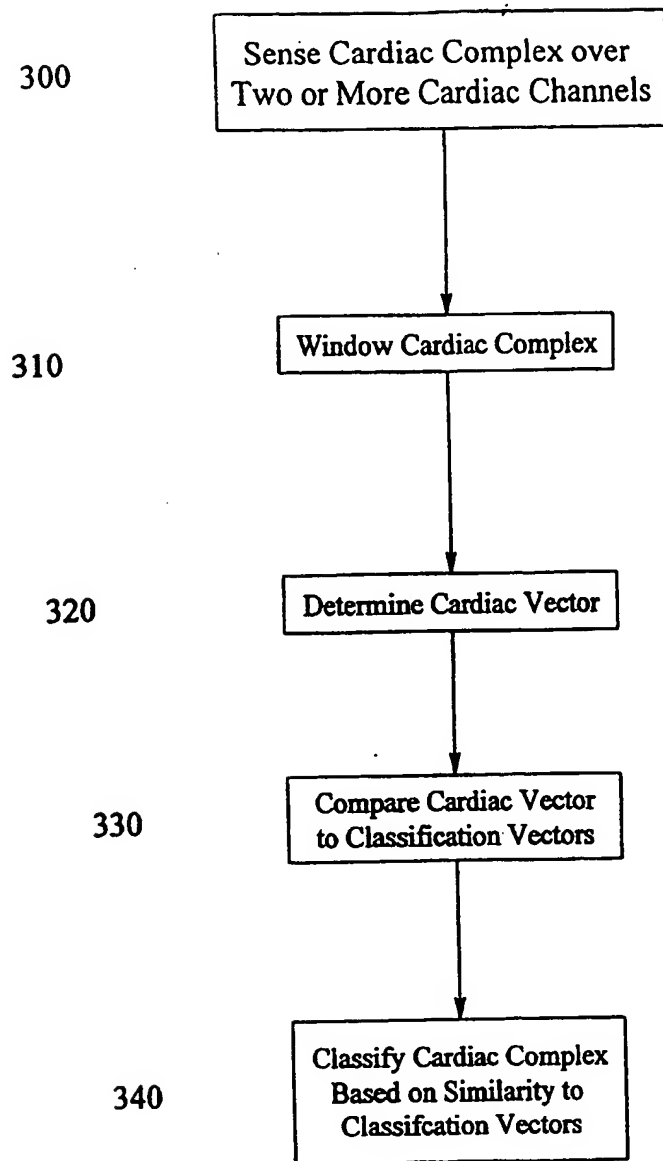 300
Sense Cardiac Complex over
Two or More Cardiac Channels
310
Window Cardiac Complex
320
Determine Cardiac Vector
330
Compare Cardiac Vector
to Classification Vectors
340
Classify Cardiac Complex
Based on Similarity to
Classifcation Vectors